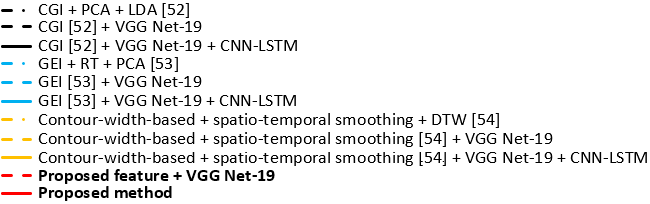 CGI + PCA + LDA [52]
CGI [52] + VGG Net-19
CGI [52] + VGG Net-19 + CNN-LSTM
GEI + RT + PCA [53]
GEI [53] + VGG Net-19
GEI [53] + VGG Net-19 + CNN-LSTM
Contour-width-based + spatio-temporal smoothing + DTW [54]
Contour-width-based + spatio-temporal smoothing [54] + VGG Net-19
Contour-width-based + spatio-temporal smoothing [54] + VGG Net-19 + CNN-LSTM
Proposed feature + VGG Net-19
Proposed method